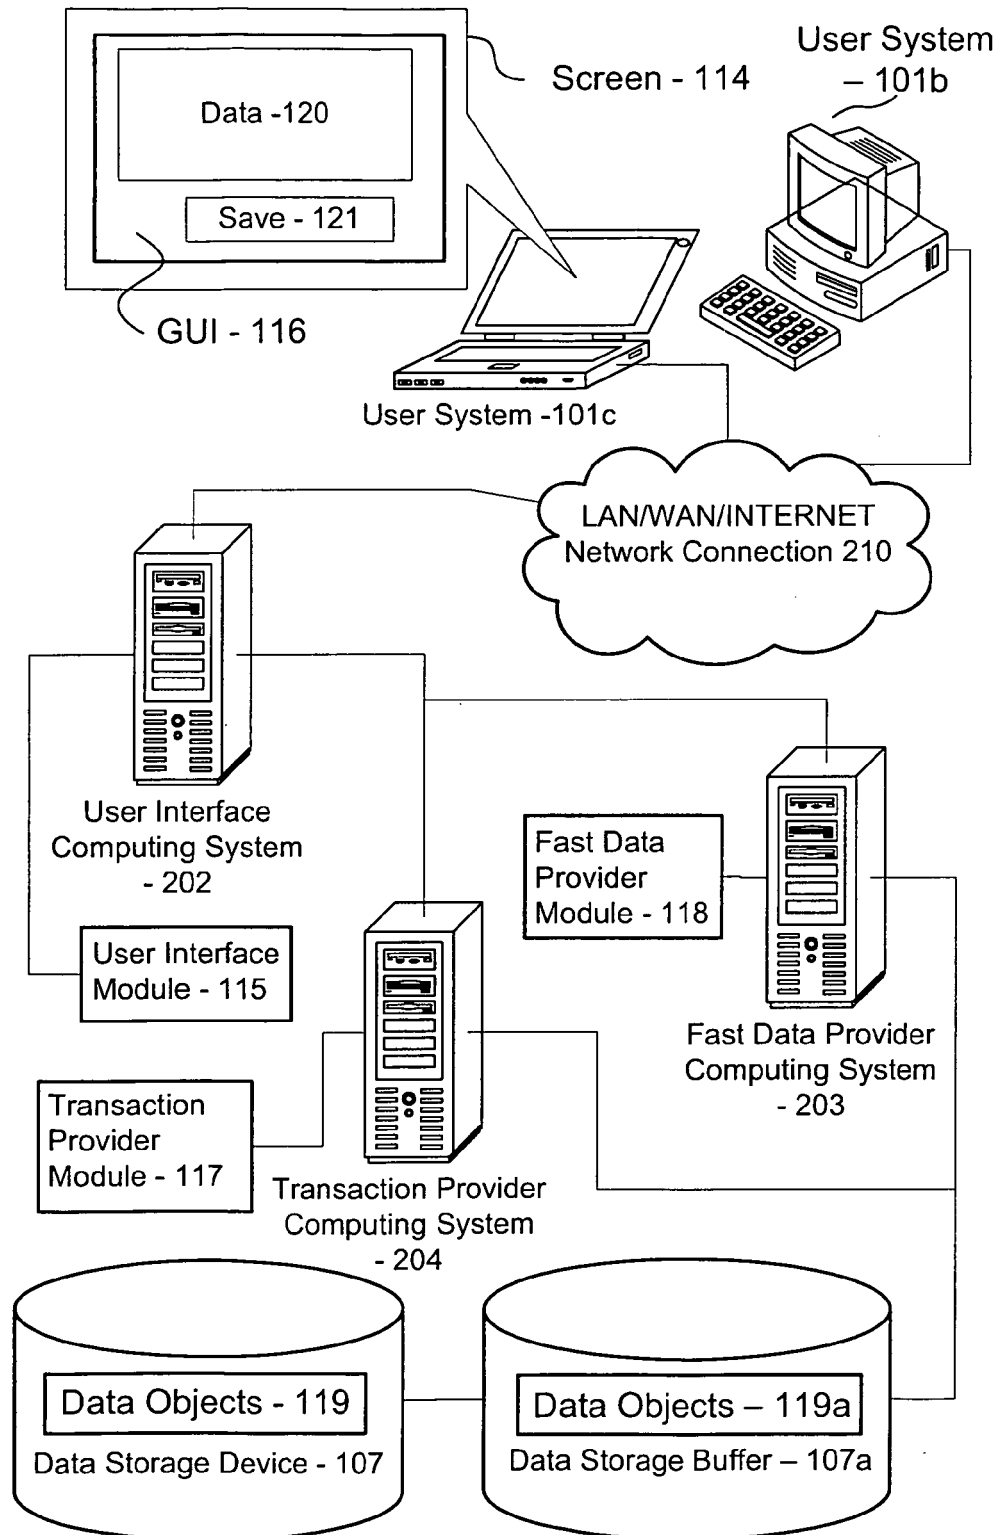 User System
– 101b
Screen - 114
Data -120
Save - 121
GUI - 116
User System -101c
LAN/WAN/INTERNET
Network Connection 210
User Interface
Computing System
- 202
Fast Data
Provider
Module - 118
User Interface
Module - 115
Fast Data Provider
Computing System
- 203
Transaction
Provider
Module - 117
Transaction Provider
Computing System
- 204
Data Objects - 119
Data Storage Device - 107
Data Objects – 119a
Data Storage Buffer – 107a